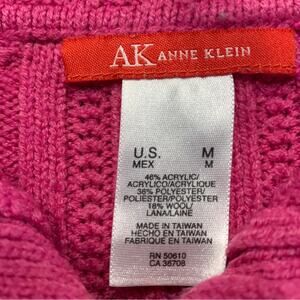 AK ANNE KLEIN
U.S. M
MEX M
46% ACRYLIC/
ACRILICO/ACRYLIQUE
36% POLYESTER/
POLIESTER/POLYESTER
18% WOOL/
LANA/LAINE
MADE IN TAIWAN
HECHO EN TAIWAN
FABRIQUE EN TAIWAN
RN 50610
CA 36708